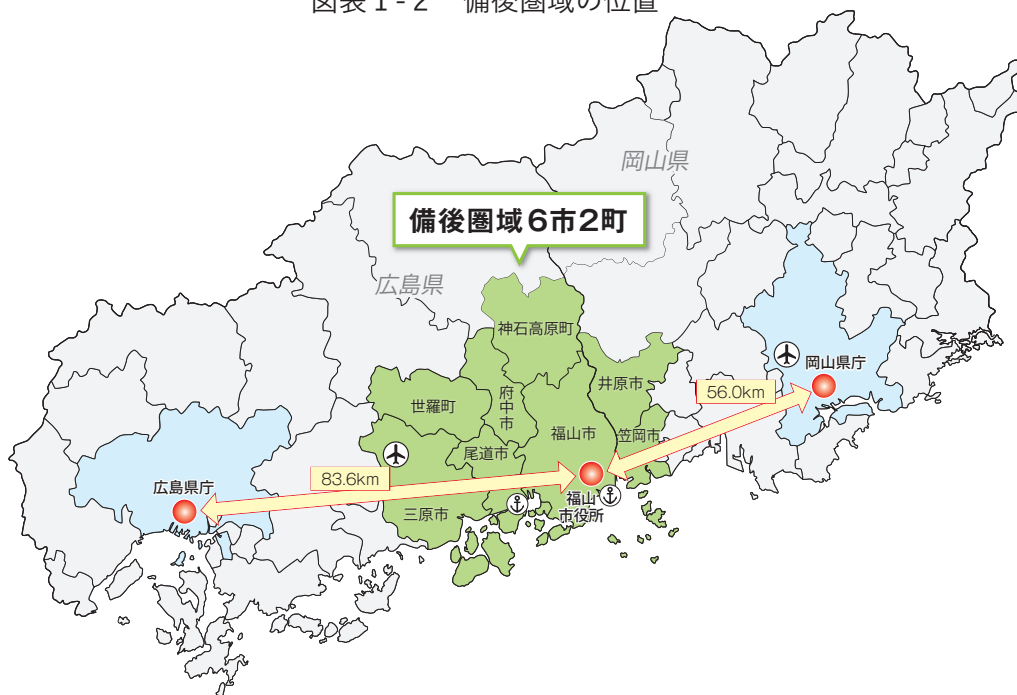 図表1-2　備後圏域の位置
岡山県
備後圏域6市2町
広島県
神石高原町
岡山県庁
井原市
56.0km
世羅町
府中市
福山市
笠岡市
尾道市
83.6km
広島県庁
福山
市役所
三原市